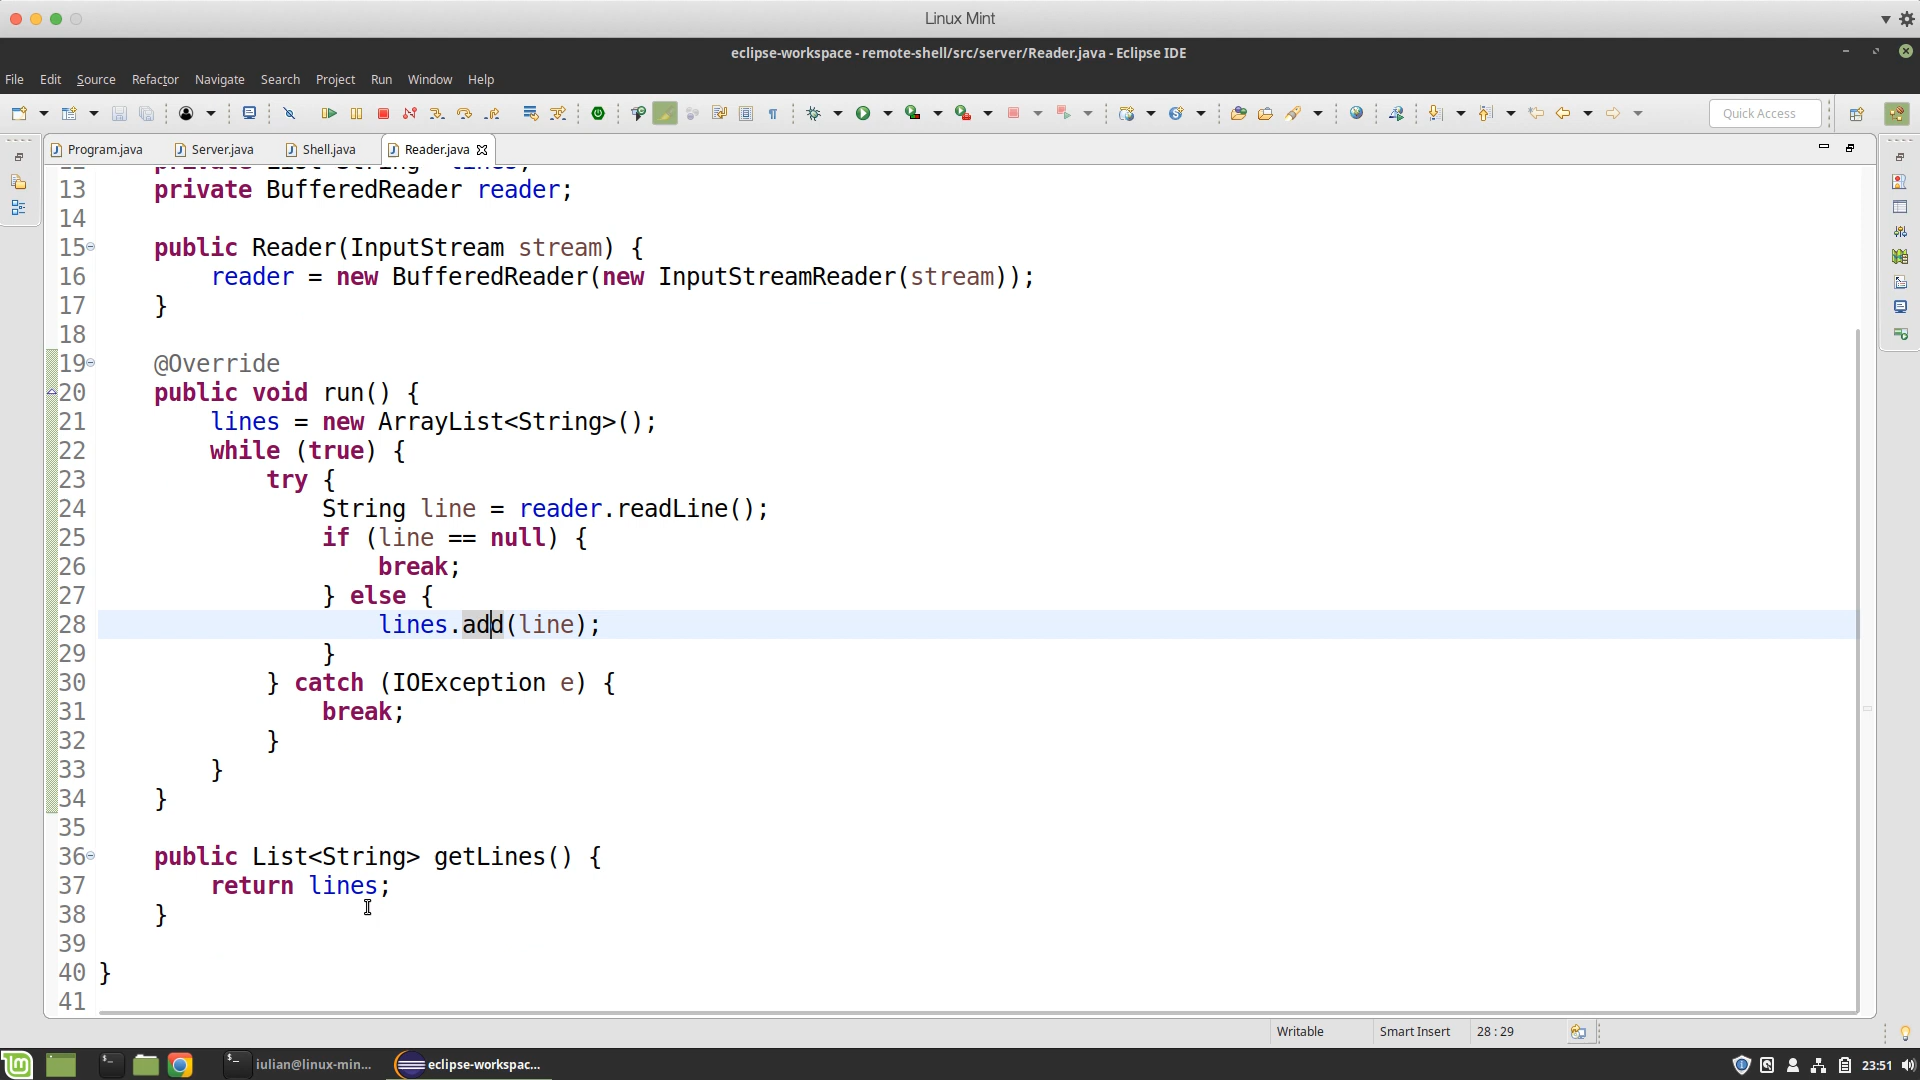 Linux Mint
eclipse-workspace - remote-shell/src/server/Reader.java - Eclipse IDE
File Edit Source Refactor Navigate Search Project Run Window Help
Quick Access
Program.java Server.java Shell.java Reader.java
13 private BufferedReader reader;
14
15 public Reader(InputStream stream) {
16 reader = new BufferedReader(new InputStreamReader(stream));
17 }
18
19 @Override
20 public void run() {
21 lines = new ArrayList<String>();
22 while (true) {
23 try {
24 String line = reader.readLine();
25 if (line == null) {
26 break;
27 } else {
28 lines.add(line);
29 }
30 } catch (IOException e) {
31 break;
32 }
33 }
34 }
35
36 public List<String> getLines() {
37 return lines;
38 }
39
40 }
41
Writable Smart Insert 28 : 29
iulian@linux-min... eclipse-workspac... 23:51